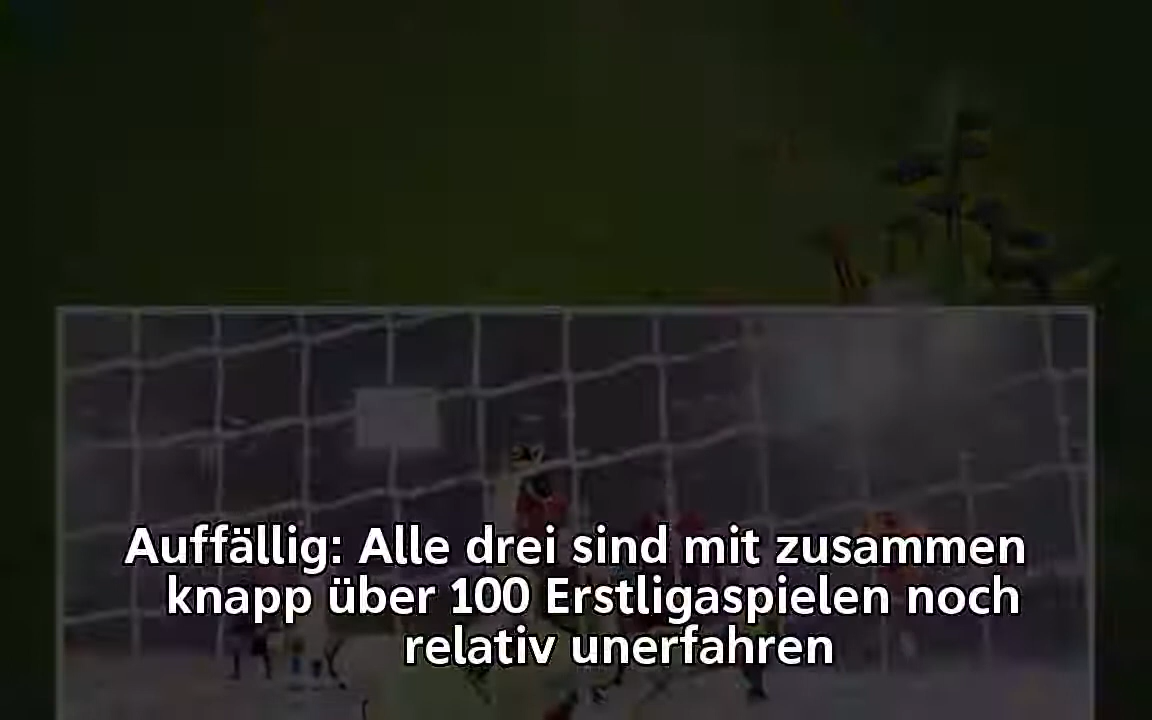 Auffällig: Alle drei sind mit zusammen
knapp über 100 Erstligaspielen noch
relativ unerfahren